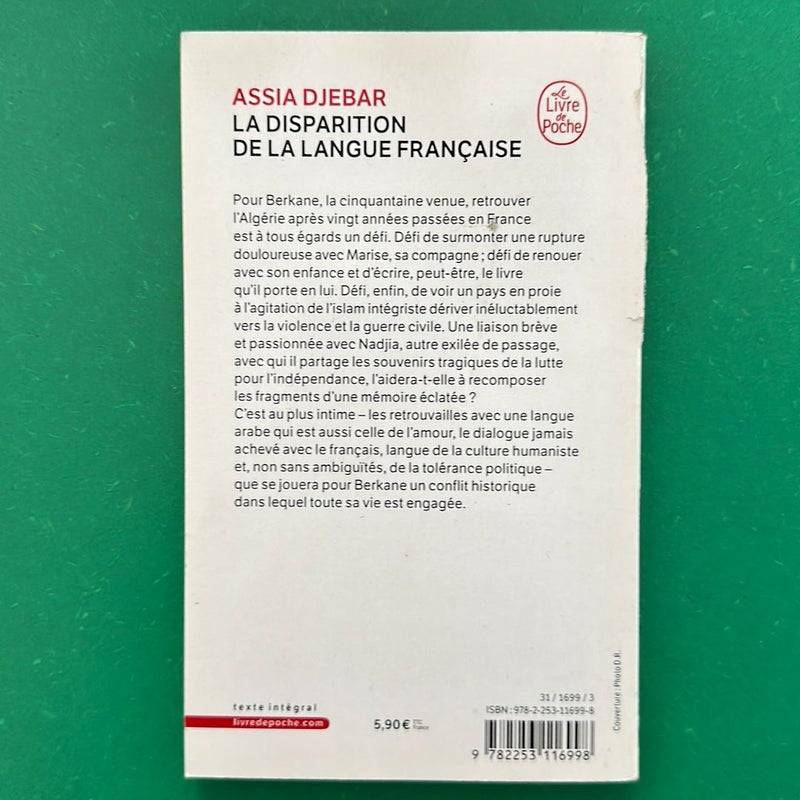 ASSIA DJEBAR
LA DISPARITION
DE LA LANGUE FRANÇAISE
Le
Livre
de
Poche
Pour Berkane, la cinquantaine venue, retrouver
l'Algérie après vingt années passées en France
est à tous égards un défi. Défi de surmonter une rupture
douloureuse avec Marise, sa compagne ; défi de renouer
avec son enfance et d'écrire, peut-être, le livre
qu'il porte en lui. Défi, enfin, de voir un pays en proie
à l'agitation de l'islam intégriste dériver inéluctablement
vers la violence et la guerre civile. Une liaison brève
et passionnée avec Nadjia, autre exilée de passage,
avec qui il partage les souvenirs tragiques de la lutte
pour l'indépendance, l'aidera-t-elle à recomposer
les fragments d'une mémoire éclatée ?
C'est au plus intime – les retrouvailles avec une langue
arabe qui est aussi celle de l'amour, le dialogue jamais
achevé avec le français, langue de la culture humaniste
et, non sans ambiguïtés, de la tolérance politique –
que se jouera pour Berkane un conflit historique
dans lequel toute sa vie est engagée.
Couverture : Photo D.R.
texte intégral
livredepoche.com
5,90 € TTC
France
31 / 1699 / 3
ISBN : 978-2-253-11699-8
9 782253 116998